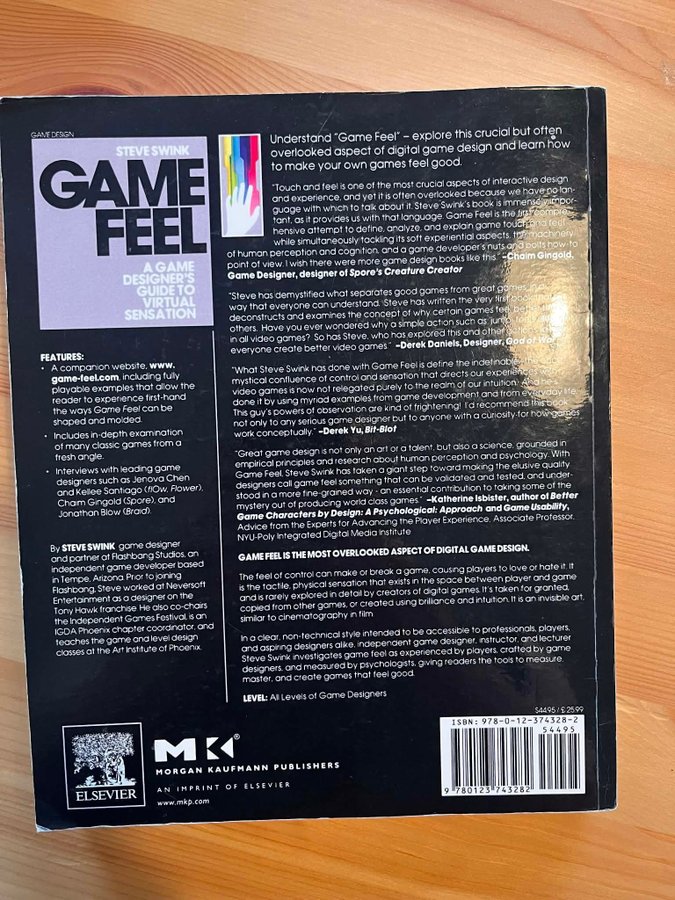 GAME DESIGN
STEVE SWINK
GAME
FEEL
A GAME
DESIGNER'S
GUIDE TO
VIRTUAL
SENSATION
FEATURES:
• A companion website, www.
game-feel.com, including fully
playable examples that allow the
reader to experience first-hand
the ways Game Feel can be
shaped and molded.
• Includes in-depth examination
of many classic games from a
fresh angle.
• Interviews with leading game
designers such as Jenova Chen
and Kellee Santiago (flOw, Flower),
Chaim Gingold (Spore), and
Jonathan Blow (Braid).
By STEVE SWINK game designer
and partner at Flashbang Studios, an
independent game developer based
in Tempe, Arizona. Prior to joining
Flashbang, Steve worked at Neversoft
Entertainment as a designer on the
Tony Hawk franchise. He also co-chairs
the Independent Games Festival, is an
IGDA Phoenix chapter coordinator, and
teaches the game and level design
classes at the Art Institute of Phoenix.
Understand "Game Feel" – explore this crucial but often
overlooked aspect of digital game design and learn how
to make your own games feel good.
"Touch and feel is one of the most crucial aspects of interactive design
and experience, and yet it is often overlooked because we have no lan-
guage with which to talk about it. Steve Swink's book is immensely impor-
tant, as it provides us with that language. Game Feel is the first compre-
hensive attempt to define, analyze, and explain game touch and feel
while simultaneously tackling its soft experiential aspects, the machinery
of human perception and cognition, and a game developer's nuts and bolts how-to
point of view. I wish there were more game design books like this." –Chaim Gingold,
Game Designer, designer of Spore's Creature Creator
"Steve has demystified what separates good games from great games, in a
way that everyone can understand. Steve has written the very first book that
deconstructs and examines the concept of why certain games feel better
others. Have you ever wondered why a simple action such as jump
in all video games? So has Steve, who has explored this and other
everyone create better video games." –Derek Daniels, Designer, God of War
"What Steve Swink has done with Game Feel is define the indefinable
mystical confluence of control and sensation that directs our experiences with
video games is now not relegated purely to the realm of our intuition. And he's
done it by using myriad examples from game development and from everyday life.
This guy's powers of observation are kind of frightening! I'd recommend this book
not only to any serious game designer but to anyone with a curiosity for how games
work conceptually." –Derek Yu, Bit-Blot
"Great game design is not only an art or a talent, but also a science, grounded in
empirical principles and research about human perception and psychology. With
Game Feel, Steve Swink has taken a giant step toward making the elusive quality
designers call game feel something that can be validated and tested, and under-
stood in a more fine-grained way - an essential contribution to taking some of the
mystery out of producing world class games." –Katherine Isbister, author of Better
Game Characters by Design: A Psychological: Approach and Game Usability,
Advice from the Experts for Advancing the Player Experience, Associate Professor,
NYU-Poly Integrated Digital Media Institute
GAME FEEL IS THE MOST OVERLOOKED ASPECT OF DIGITAL GAME DESIGN.
The feel of control can make or break a game, causing players to love or hate it. It
is the tactile, physical sensation that exists in the space between player and game
and is rarely explored in detail by creators of digital games. It's taken for granted,
copied from other games, or created using brilliance and intuition. It is an invisible art,
similar to cinematography in film
In a clear, non-technical style intended to be accessible to professionals, players,
and aspiring designers alike, independent game designer, instructor, and lecturer
Steve Swink investigates game feel as experienced by players, crafted by game
designers, and measured by psychologists, giving readers the tools to measure,
master, and create games that feel good.
LEVEL: All Levels of Game Designers
$44.95 / £ 25.99
ISBN: 978-0-12-374328-2
54495
9 780123 743282
ELSEVIER
MK®
MORGAN KAUFMANN PUBLISHERS
AN IMPRINT OF ELSEVIER
www.mkp.com